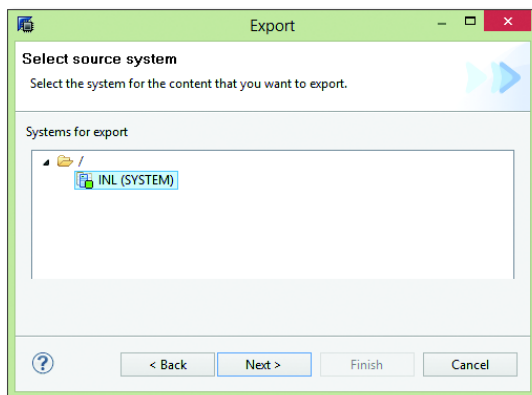 Export
Select source system
Select the system for the content that you want to export.
Systems for export
/
INL (SYSTEM)
? < Back Next > Finish Cancel